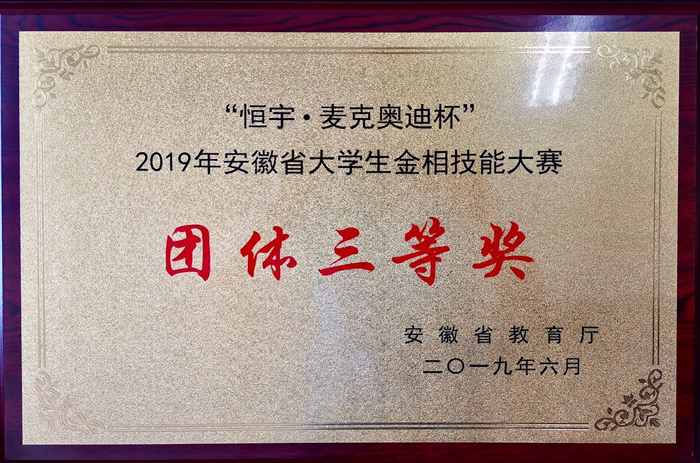 “恒宇·麦克奥迪杯”
2019年安徽省大学生金相技能大赛
团体三等奖
安徽省教育厅
二〇一九年六月